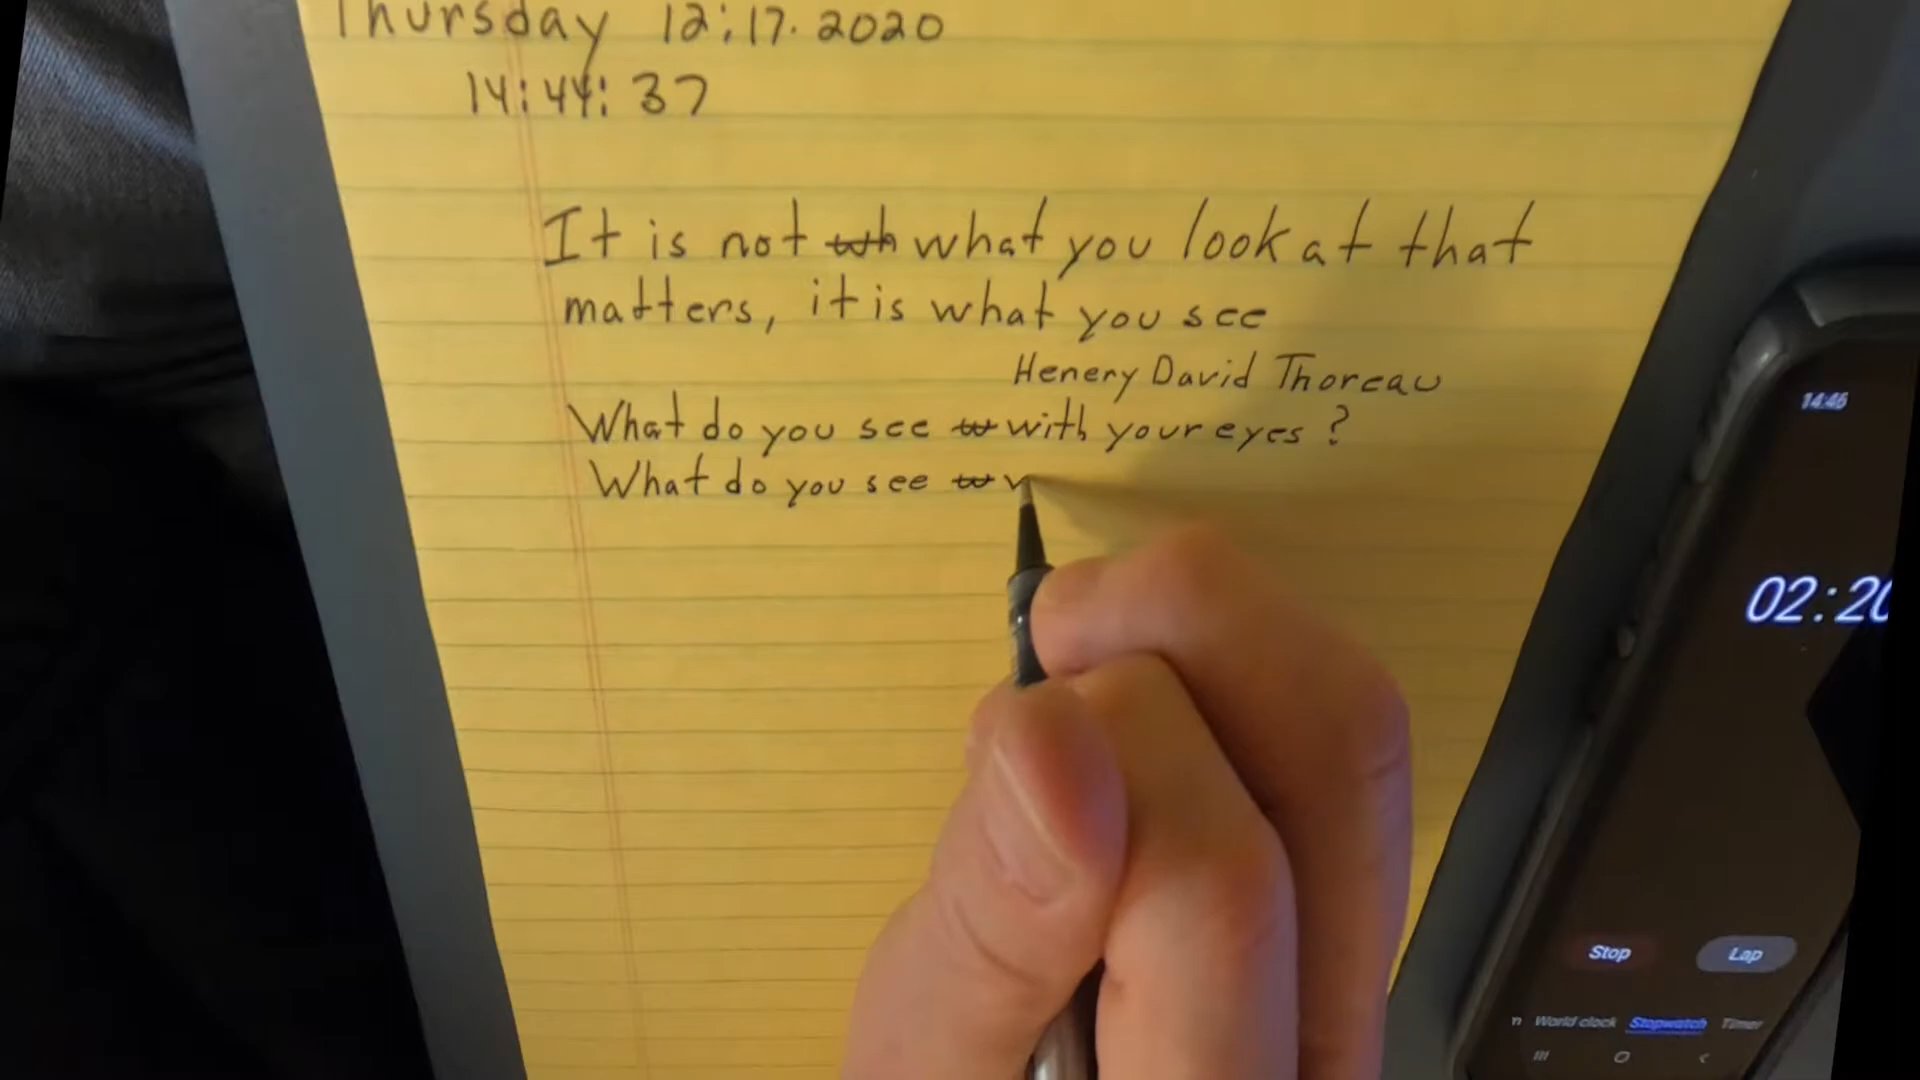 Thursday 12:17.2020
14:44:37
It is not wh what you look at that
matters, it is what you see
Henery David Thoreau
What do you see w with your eyes?
What do you see w
14:46
02:20
Stop Lap
World clock Stopwatch Timer